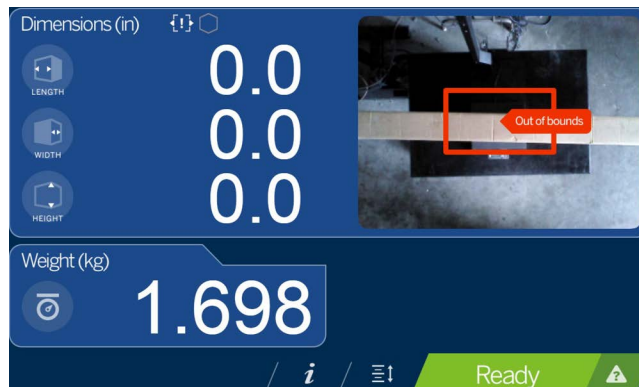 Dimensions (in) {!}
LENGTH 0.0
WIDTH 0.0
HEIGHT 0.0
Out of bounds
Weight (kg)
1.698
i Ready ?